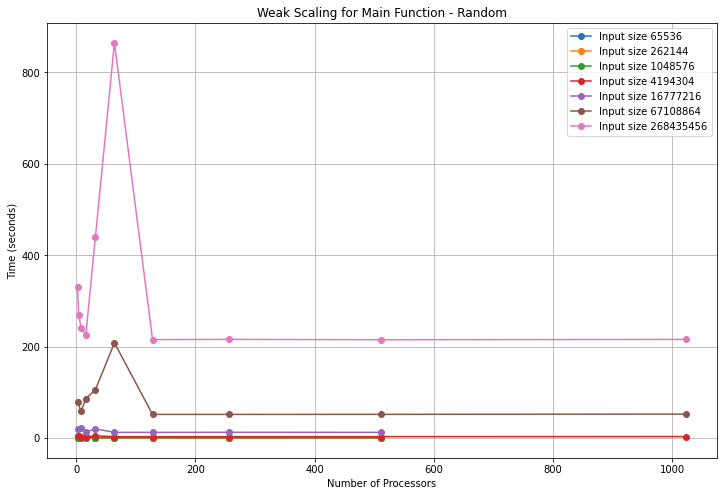 Weak Scaling for Main Function - Random
Input size 65536
Input size 262144
Input size 1048576
Input size 4194304
Input size 16777216
Input size 67108864
Input size 268435456
Time (seconds)
800
600
400
200
0
0 200 400 600 800 1000
Number of Processors